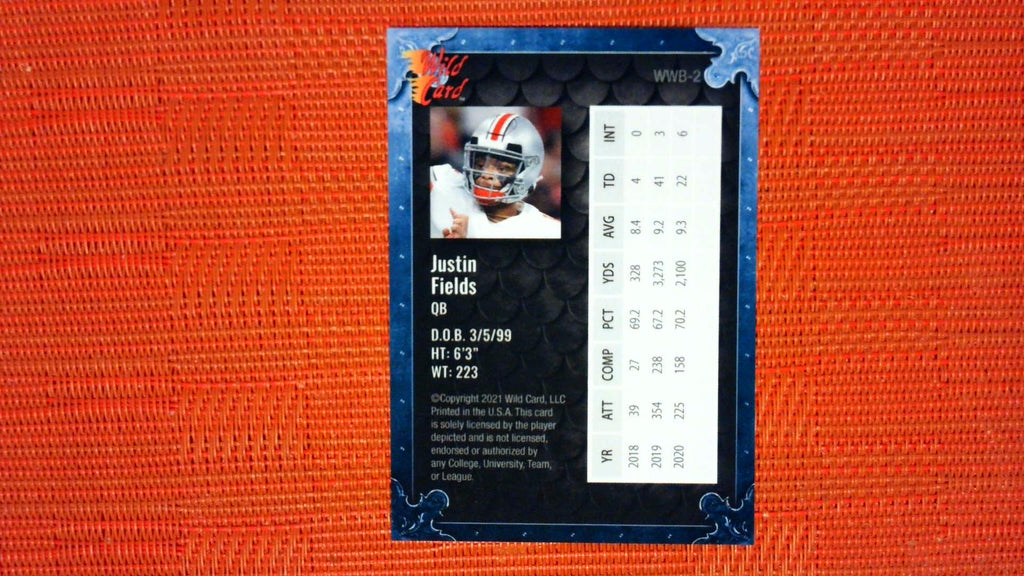 Wild
Card
WWB-2
Justin
Fields
QB
D.O.B. 3/5/99
HT: 6'3"
WT: 223
©Copyright 2021 Wild Card, LLC
Printed in the U.S.A. This card
is solely licensed by the player
depicted and is not licensed,
endorsed or authorized by
any College, University, Team,
or League.
YR ATT COMP PCT YDS AVG TD INT
2018 39 27 69.2 328 8.4 4 0
2019 354 238 67.2 3,273 9.2 41 3
2020 225 158 70.2 2,100 9.3 22 6